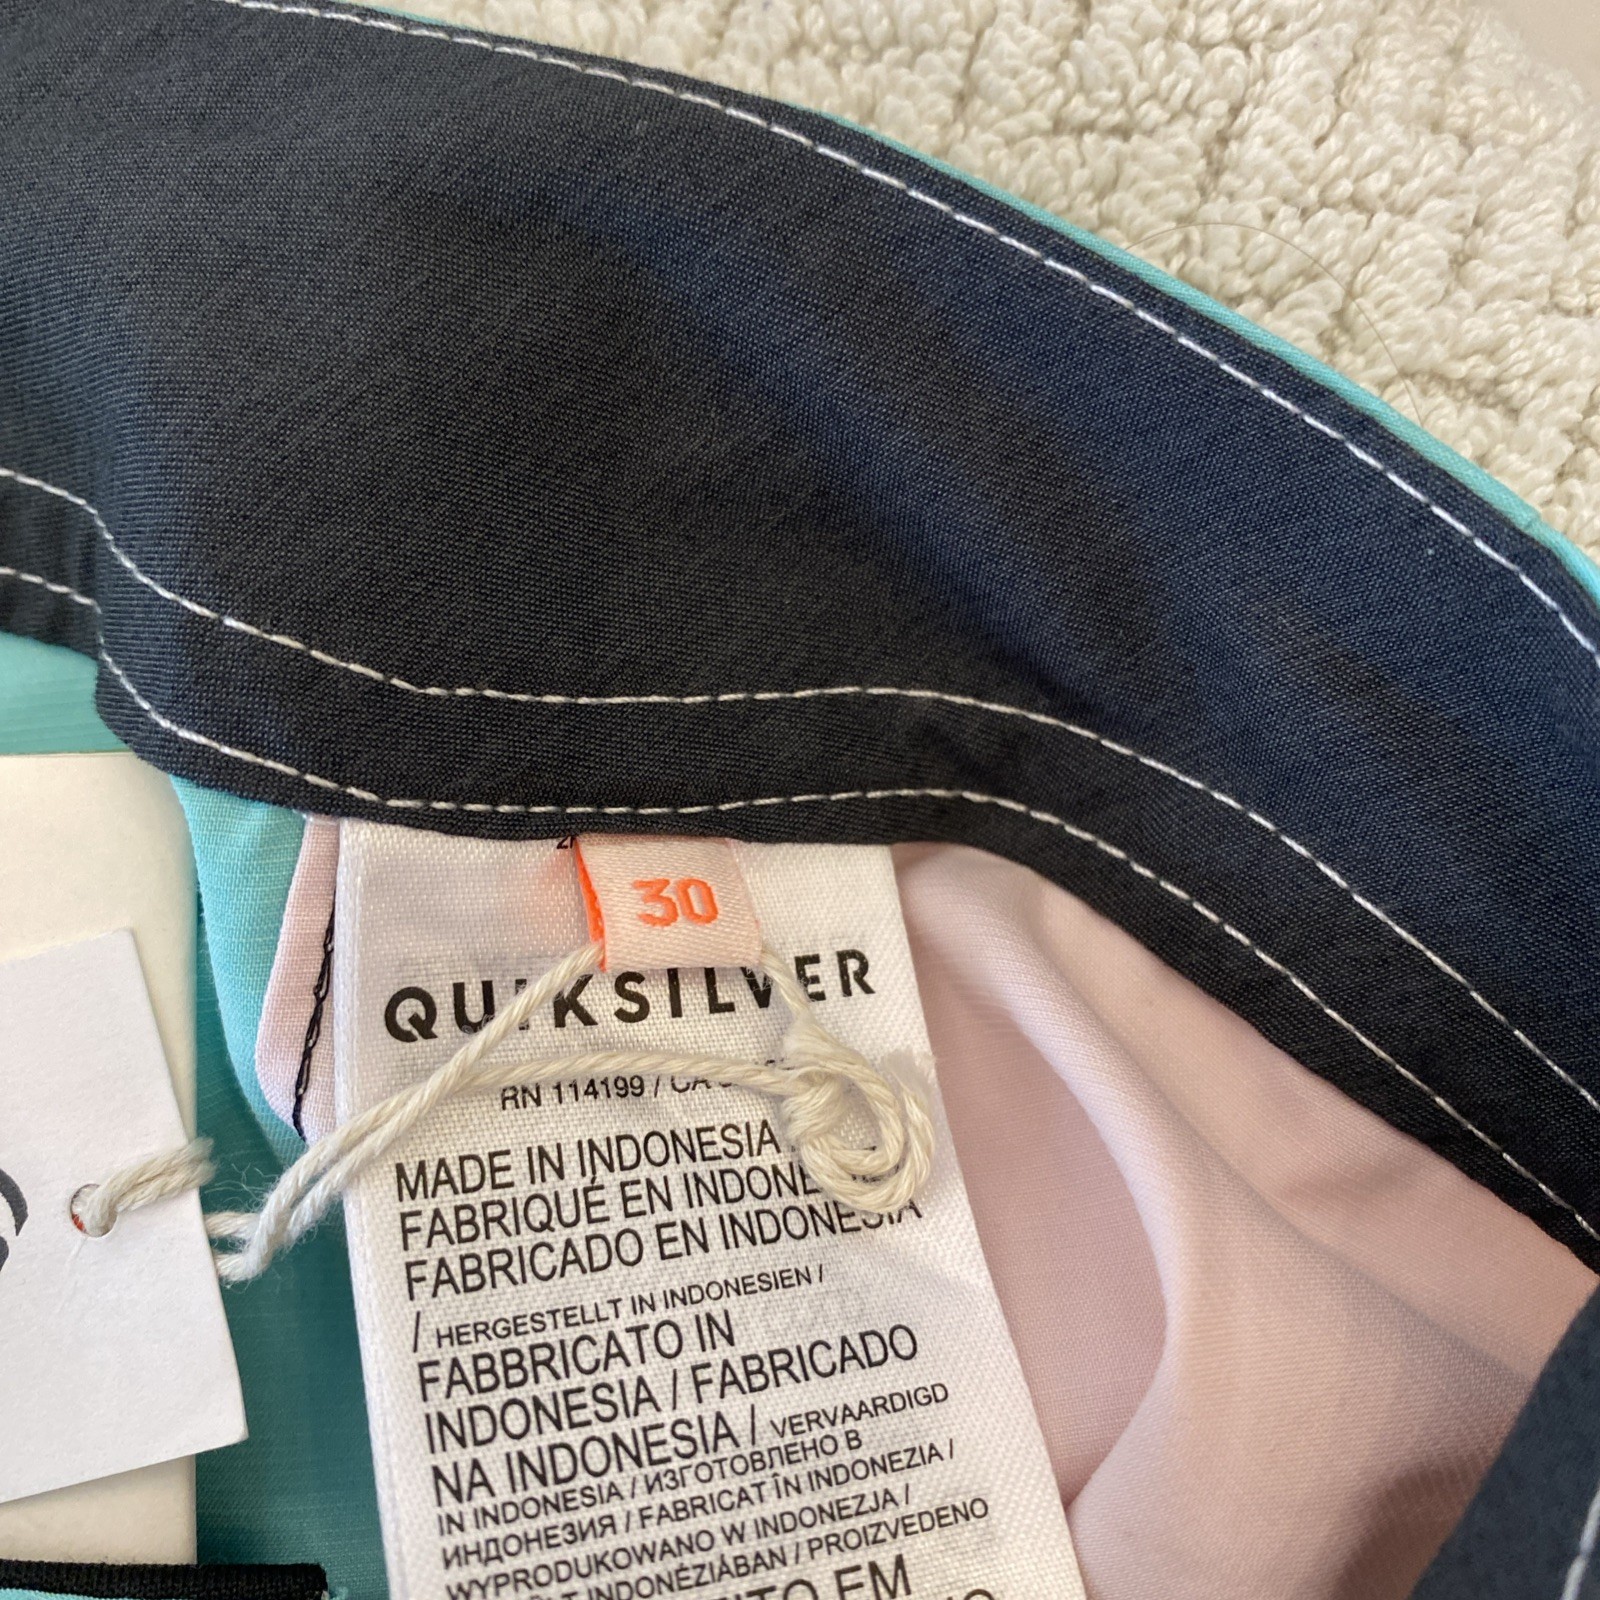 30
QUIKSILVER
RN 114199 / CA
MADE IN INDONESIA
FABRIQUÉ EN
FABRICADO EN INDONESIA
/ HERGESTELLT IN INDONESIEN /
FABBRICATO IN
INDONESIA / FABRICADO
NA INDONESIA / VERVAARDIGD
IN INDONESIA / ИЗГОТОВЛЕНО В
ИНДОНЕЗИЯ / FABRICAT ÎN INDONEZIA /
WYPRODUKOWANO W INDONEZJA /
INDONÉZIÁBAN / PROIZVEDENO
EM